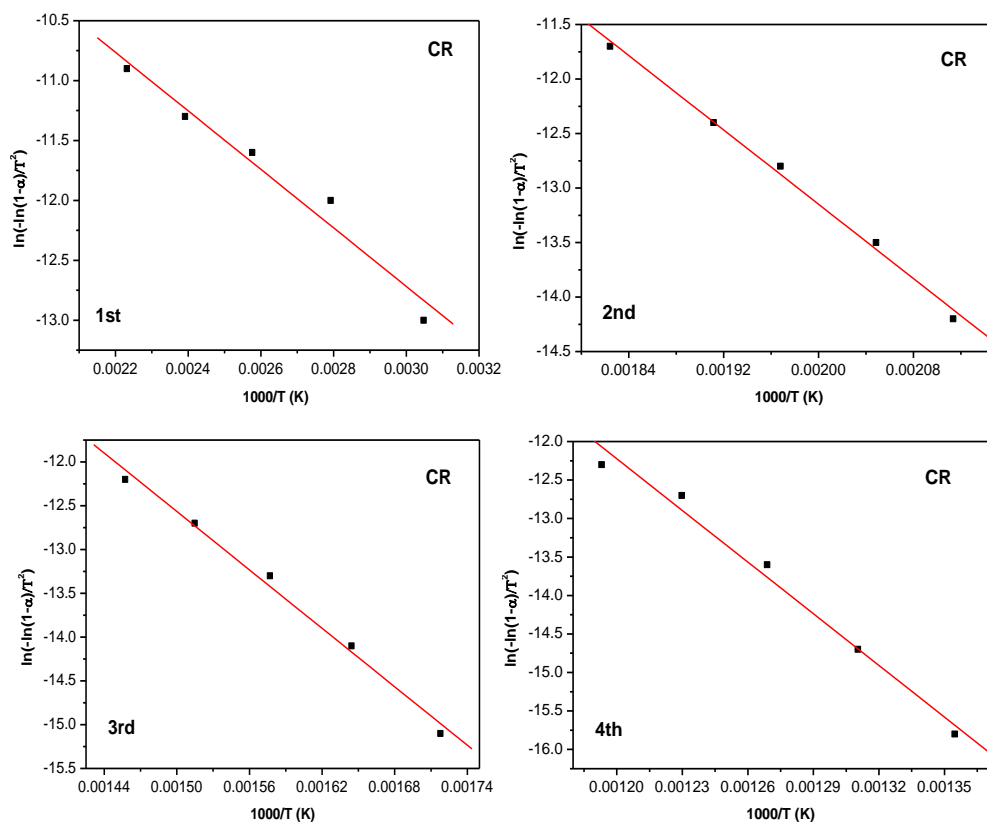 -10.5
-11.0
-11.5
-12.0
-12.5
-13.0
ln(-ln(1-α)/T²)
CR
1st
0.0022 0.0024 0.0026 0.0028 0.0030 0.0032
1000/T (K)
-11.5
-12.0
-12.5
-13.0
-13.5
-14.0
-14.5
ln(-ln(1-α)/T²)
CR
2nd
0.00184 0.00192 0.00200 0.00208
1000/T (K)
-12.0
-12.5
-13.0
-13.5
-14.0
-14.5
-15.0
-15.5
ln(-ln(1-α)/T²)
CR
3rd
0.00144 0.00150 0.00156 0.00162 0.00168 0.00174
1000/T (K)
-12.0
-12.5
-13.0
-13.5
-14.0
-14.5
-15.0
-15.5
-16.0
ln(-ln(1-α)/T²)
CR
4th
0.00120 0.00123 0.00126 0.00129 0.00132 0.00135
1000/T (K)